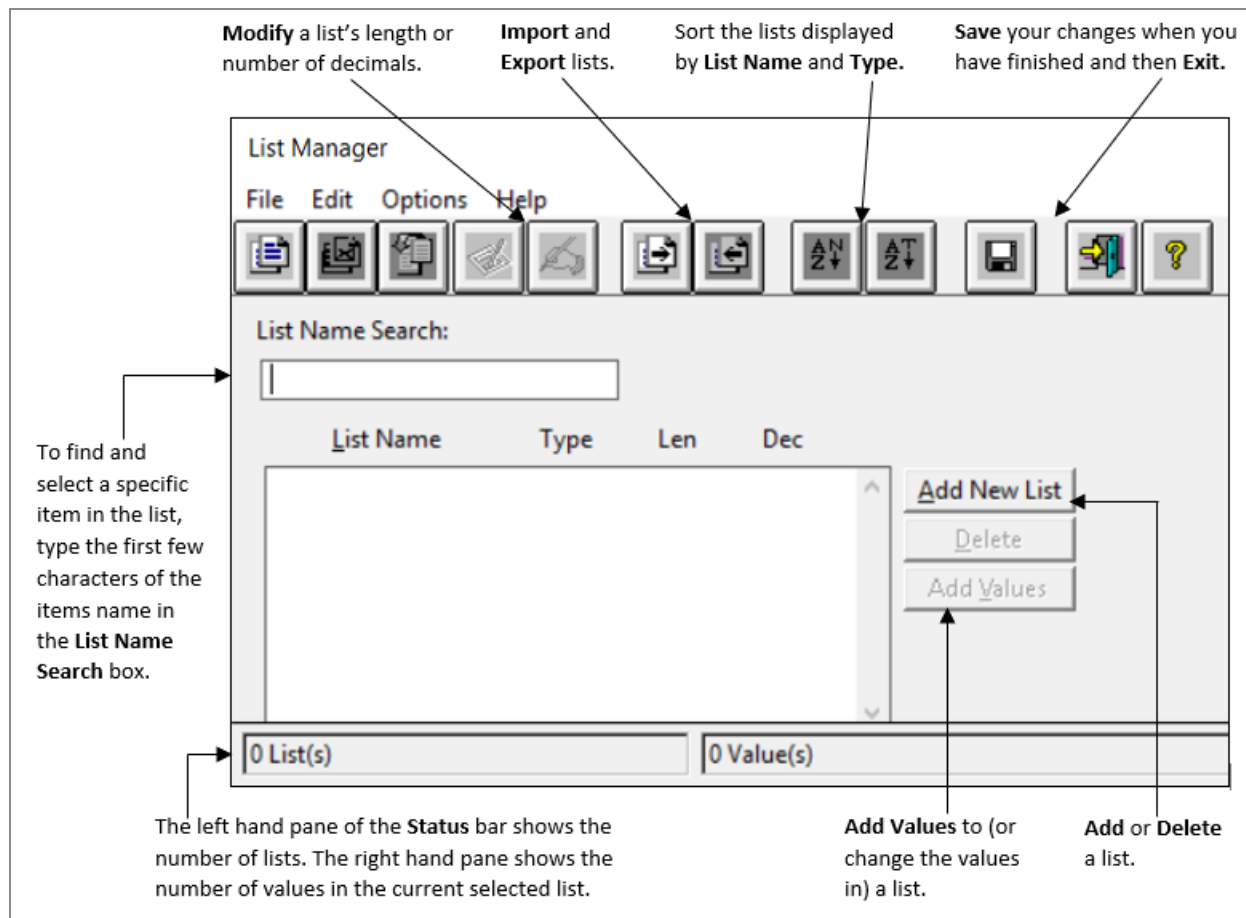 Modify a list's length or
number of decimals.
Import and
Export lists.
Sort the lists displayed
by List Name and Type.
Save your changes when you
have finished and then Exit.
List Manager
File Edit Options Help
A N
Z
A T
Z
?
List Name Search:
To find and
select a specific
item in the list,
type the first few
characters of the
items name in
the List Name
Search box.
List Name Type Len Dec
Add New List
Delete
Add Values
0 List(s) 0 Value(s)
The left hand pane of the Status bar shows the
number of lists. The right hand pane shows the
number of values in the current selected list.
Add Values to (or
change the values
in) a list.
Add or Delete
a list.